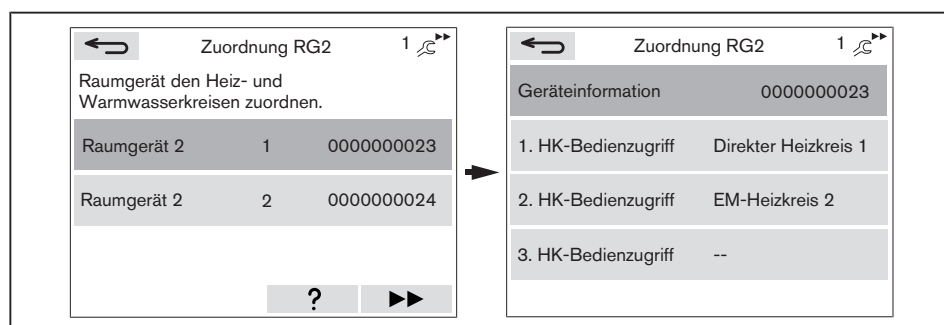 Zuordnung RG2 1
Raumgerät den Heiz- und
Warmwasserkreisen zuordnen.
Raumgerät 2 1 0000000023
Raumgerät 2 2 0000000024
?
Zuordnung RG2 1
Geräteinformation 0000000023
1. HK-Bedienzugriff Direkter Heizkreis 1
2. HK-Bedienzugriff EM-Heizkreis 2
3. HK-Bedienzugriff --